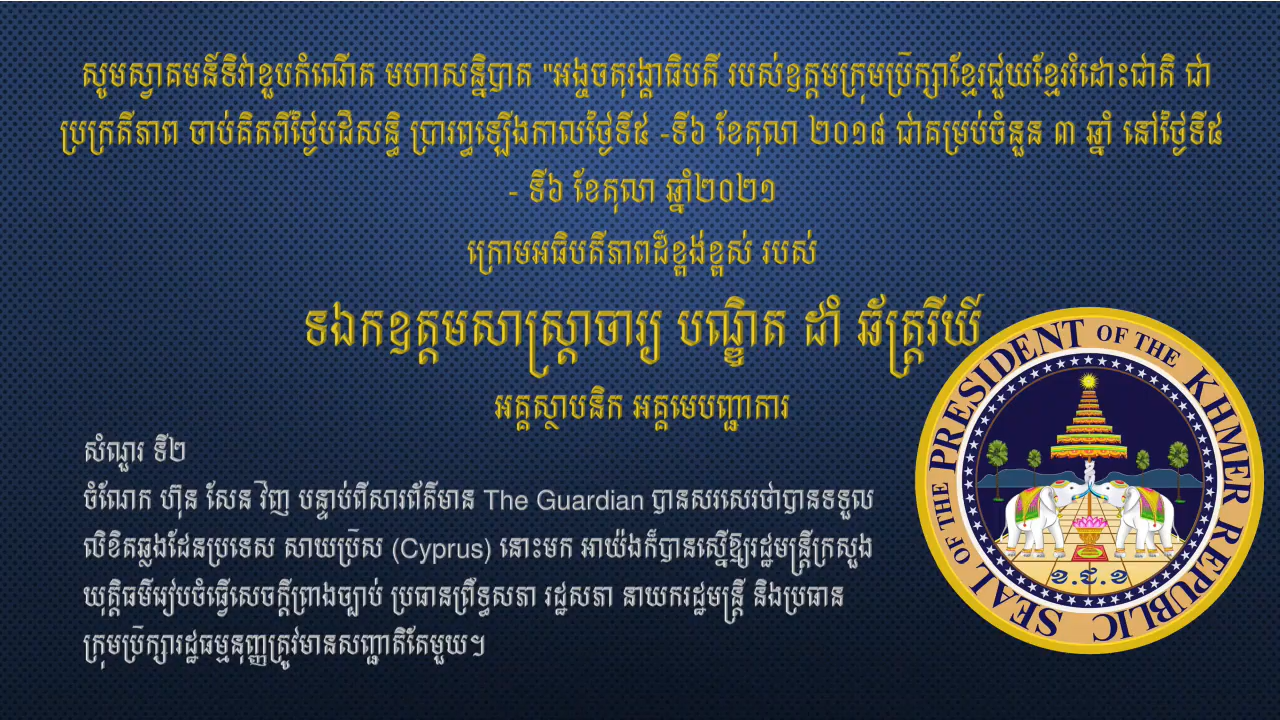 សូមស្វាគមន៍ទិវាខួបកំណើត មហាសន្និបាត "អង្ចចករង្គាធិបតី របស់ឧត្តមក្រុមប្រឹក្សាខ្មែរជួយខ្មែររំដោះជាតិ ជា
ប្រក្រតីភាព ចាប់គិតពីថ្ងៃបដិសន្ធិ ប្រារព្ធឡើងកាលថ្ងៃទី៥ -ទី៦ ខែតុលា ២០១៨ ជាគម្រប់ចំនួន ៣ ឆ្នាំ នៅថ្ងៃទី៥
- ទី៦ ខែតុលា ឆ្នាំ២០២១
ក្រោមអធិបតីភាពដ៏ខ្ពង់ខ្ពស់ របស់
ទឯកឧត្តមសាស្ត្រាចារ្យ បណ្ឌិត ដាំ ឆ័ត្រូរីយ៍
អគ្គស្ថាបនិក អគ្គមេបញ្ជាការ
សំណួរ ទី២
ចំណែក ហ៊ុន សែន វិញ បន្ទាប់ពីសារព័ត៌មាន The Guardian បានសរសេរថាបានទទួល
លិខិតឆ្លងដែនប្រទេស សាយប្រ៊ស (Cyprus) នោះមក អាយ៉ងក៏បានស្នើឱ្យរដ្ឋមន្ត្រីក្រសួង
យុត្តិធម៌រៀបចំធ្វើសេចក្តីព្រាងច្បាប់ ប្រធានព្រឹទ្ធសភា រដ្ឋសភា នាយករដ្ឋមន្ត្រី និងប្រធាន
ក្រុមប្រឹក្សារដ្ឋធម្មនុញ្ញត្រូវមានសញ្ជាតិតែមួយ។
SEAL OF THE PRESIDENT OF THE KHMER REPUBLIC